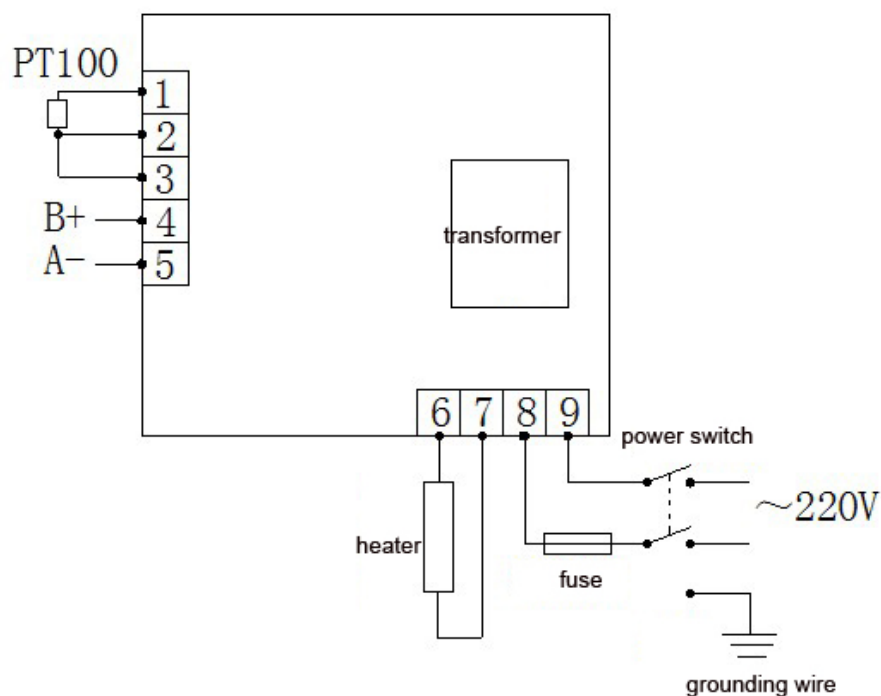 PT100
1
2
3
B+ 4
A- 5
transformer
6 7 8 9
power switch
~220V
heater
fuse
grounding wire